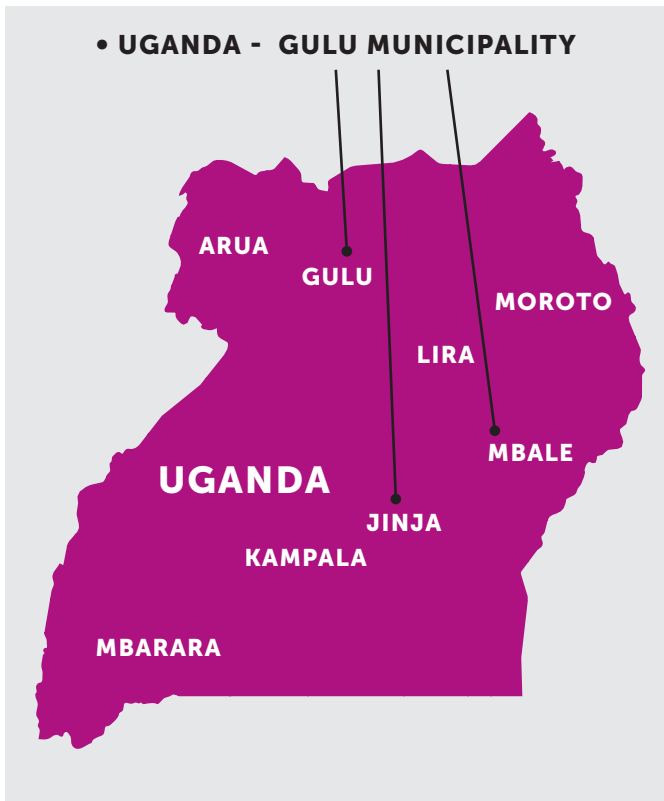 • UGANDA - GULU MUNICIPALITY
ARUA
GULU
MOROTO
LIRA
MBALE
UGANDA
JINJA
KAMPALA
MBARARA